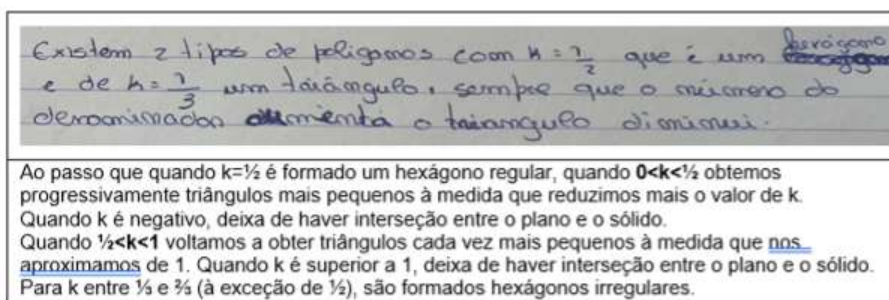 Existem 2 tipos de poligonos com k = 1/2 que é um hexágono
e de k = 1/3 um triângulo, sempre que o número do
denominador aumenta o triangulo diminui.
Ao passo que quando k=½ é formado um hexágono regular, quando 0<k<½ obtemos
progressivamente triângulos mais pequenos à medida que reduzimos mais o valor de k.
Quando k é negativo, deixa de haver interseção entre o plano e o sólido.
Quando ½<k<1 voltamos a obter triângulos cada vez mais pequenos à medida que nos
aproximamos de 1. Quando k é superior a 1, deixa de haver interseção entre o plano e o sólido.
Para k entre ⅓ e ⅔ (à exceção de ½), são formados hexágonos irregulares.